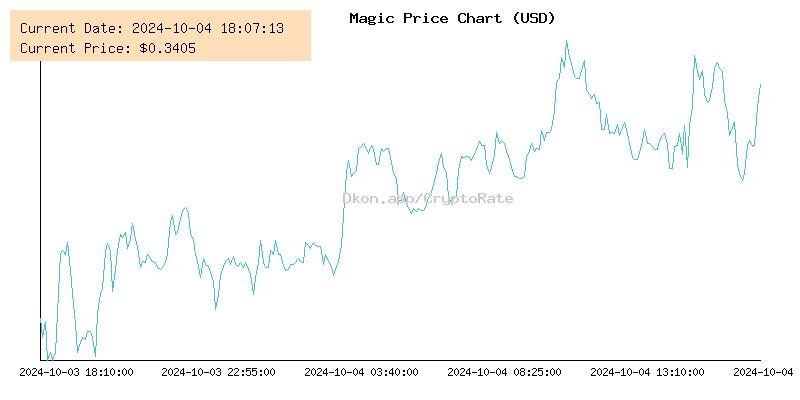 Magic Price Chart (USD)
Current Date: 2024-10-04 18:07:13
Current Price: $0.3405
Dkon.app/CryptoRate
2024-10-03 18:10:00 2024-10-03 22:55:00 2024-10-04 03:40:00 2024-10-04 08:25:00 2024-10-04 13:10:00 2024-10-04